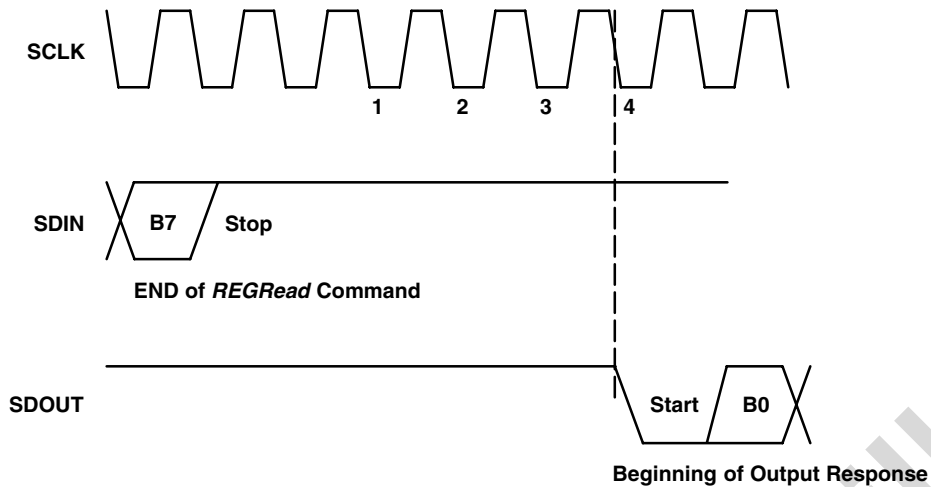 SCLK
1 2 3 4
SDIN B7 Stop
END of REGRead Command
SDOUT Start B0
Beginning of Output Response